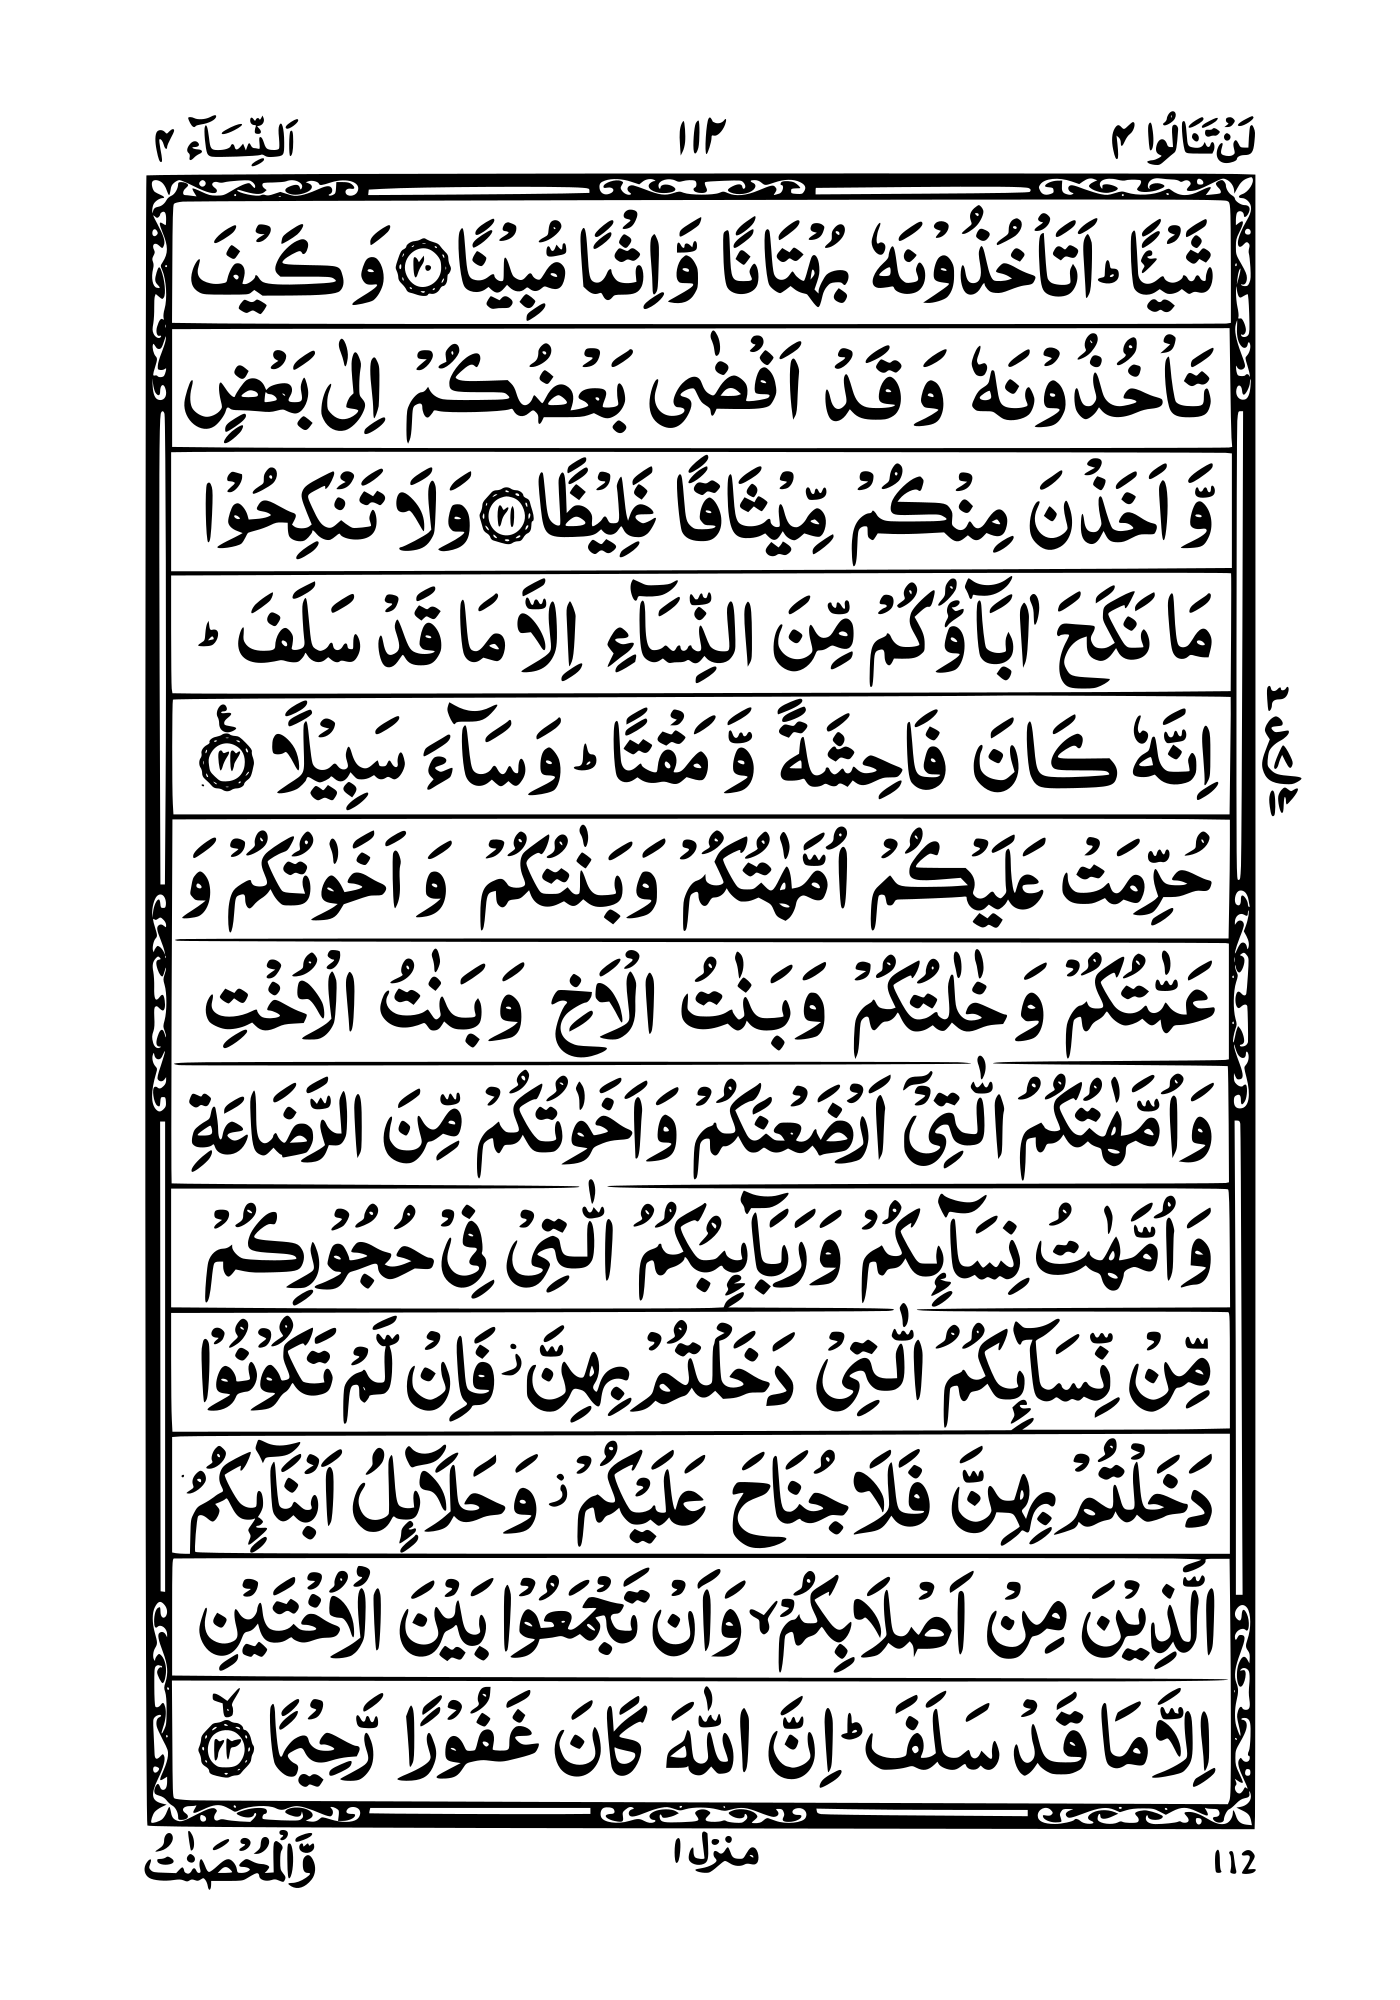 لَنْ تَنَالُوا ۴ ۱۱۲ اَلنِّسَآء ۴
شَيْـًٔا ؕ اَتَاْخُذُوْنَهٗ بُهْتَانًا وَّ اِثْمًا مُّبِيْنًا ﴿۲۰﴾ وَ كَيْفَ
تَاْخُذُوْنَهٗ وَ قَدْ اَفْضٰى بَعْضُكُمْ اِلٰى بَعْضٍ
وَّ اَخَذْنَ مِنْكُمْ مِّيْثَاقًا غَلِيْظًا ﴿۲۱﴾ وَلَا تَنْكِحُوْا
مَا نَكَحَ اٰبَآؤُكُمْ مِّنَ النِّسَآءِ اِلَّا مَا قَدْ سَلَفَ ؕ
اِنَّهٗ كَانَ فَاحِشَةً وَّ مَقْتًا ؕ وَ سَآءَ سَبِيْلًا ﴿۲۲﴾ ع
۳ ع ۸ ۱۴
حُرِّمَتْ عَلَيْكُمْ اُمَّهٰتُكُمْ وَ بَنٰتُكُمْ وَ اَخَوٰتُكُمْ وَ
عَمّٰتُكُمْ وَ خٰلٰتُكُمْ وَ بَنٰتُ الْاَخِ وَ بَنٰتُ الْاُخْتِ
وَ اُمَّهٰتُكُمُ الّٰتِيْۤ اَرْضَعْنَكُمْ وَ اَخَوٰتُكُمْ مِّنَ الرَّضَاعَةِ
وَ اُمَّهٰتُ نِسَآىِٕكُمْ وَ رَبَآىِٕبُكُمُ الّٰتِيْ فِيْ حُجُوْرِكُمْ
مِّنْ نِّسَآىِٕكُمُ الّٰتِيْ دَخَلْتُمْ بِهِنَّ ؗ فَاِنْ لَّمْ تَكُوْنُوْا
دَخَلْتُمْ بِهِنَّ فَلَا جُنَاحَ عَلَيْكُمْ ؗ وَ حَلَآىِٕلُ اَبْنَآىِٕكُمُ
الَّذِيْنَ مِنْ اَصْلَابِكُمْ ۙ وَ اَنْ تَجْمَعُوْا بَيْنَ الْاُخْتَيْنِ
اِلَّا مَا قَدْ سَلَفَ ؕ اِنَّ اللّٰهَ كَانَ غَفُوْرًا رَّحِيْمًا ۙ﴿۲۳﴾
112 منزل ۱ وَّالْمُحْصَنٰتُ